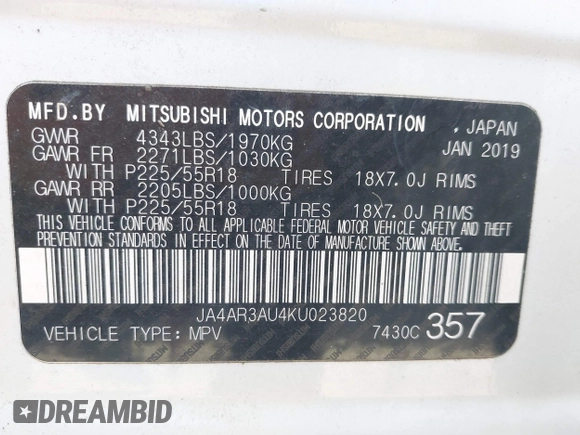 MFD.BY MITSUBISHI MOTORS CORPORATION , JAPAN
GVWR 4343LBS/1970KG JAN 2019
GAWR FR 2271LBS/1030KG
WITH P225/55R18 TIRES 18X7.0J RIMS
GAWR RR 2205LBS/1000KG
WITH P225/55R18 TIRES 18X7.0J RIMS
THIS VEHICLE CONFORMS TO ALL APPLICABLE FEDERAL MOTOR VEHICLE SAFETY AND THEFT
PREVENTION STANDARDS IN EFFECT ON THE DATE OF MANUFACTURE SHOWN ABOVE.
JA4AR3AU4KU023820
VEHICLE TYPE: MPV 7430C 357
DREAMBID